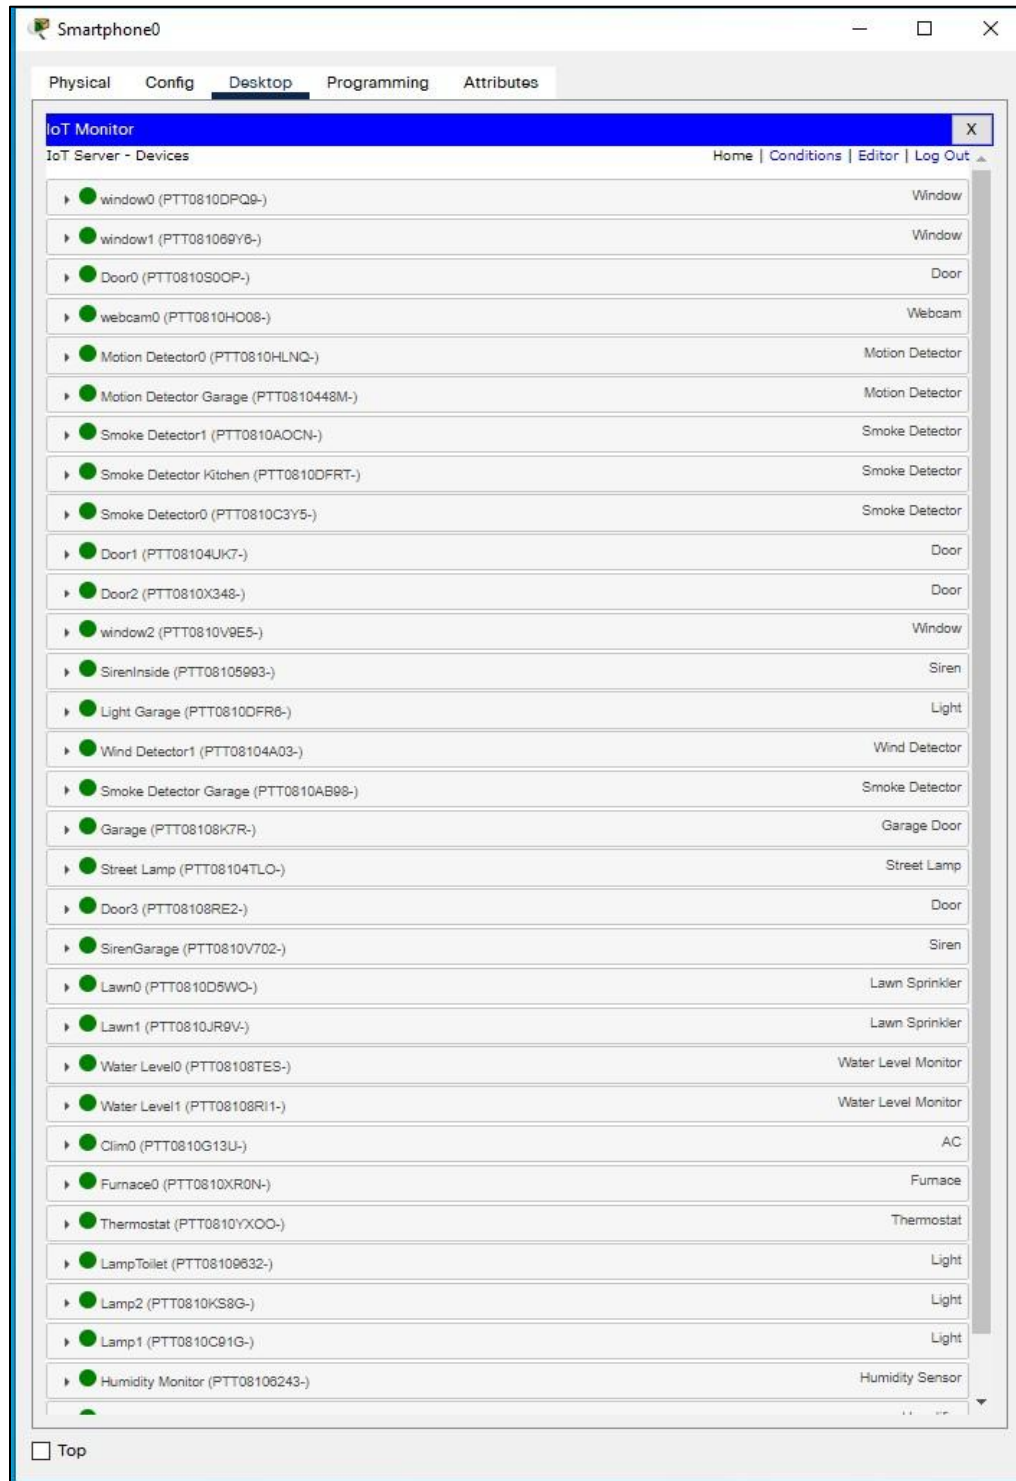 Smartphone0
Physical Config Desktop Programming Attributes
IoT Monitor X
IoT Server - Devices Home | Conditions | Editor | Log Out
window0 (PTT0810DPQ9-) Window
window1 (PTT081069Y6-) Window
Door0 (PTT0810S0OP-) Door
webcam0 (PTT0810HO08-) Webcam
Motion Detector0 (PTT0810HLNQ-) Motion Detector
Motion Detector Garage (PTT0810448M-) Motion Detector
Smoke Detector1 (PTT0810AOCN-) Smoke Detector
Smoke Detector Kitchen (PTT0810DFRT-) Smoke Detector
Smoke Detector0 (PTT0810C3Y5-) Smoke Detector
Door1 (PTT08104UK7-) Door
Door2 (PTT0810X348-) Door
window2 (PTT0810V9E5-) Window
SirenInside (PTT08105993-) Siren
Light Garage (PTT0810DFR6-) Light
Wind Detector1 (PTT08104A03-) Wind Detector
Smoke Detector Garage (PTT0810AB98-) Smoke Detector
Garage (PTT08108K7R-) Garage Door
Street Lamp (PTT08104TLO-) Street Lamp
Door3 (PTT08108RE2-) Door
SirenGarage (PTT0810V702-) Siren
Lawn0 (PTT0810D5WO-) Lawn Sprinkler
Lawn1 (PTT0810JR9V-) Lawn Sprinkler
Water Level0 (PTT08108TES-) Water Level Monitor
Water Level1 (PTT08108RI1-) Water Level Monitor
Clim0 (PTT0810G13U-) AC
Furnace0 (PTT0810XR0N-) Furnace
Thermostat (PTT0810YXOO-) Thermostat
LampToilet (PTT08109632-) Light
Lamp2 (PTT0810KS8G-) Light
Lamp1 (PTT0810C91G-) Light
Humidity Monitor (PTT08106243-) Humidity Sensor
Top